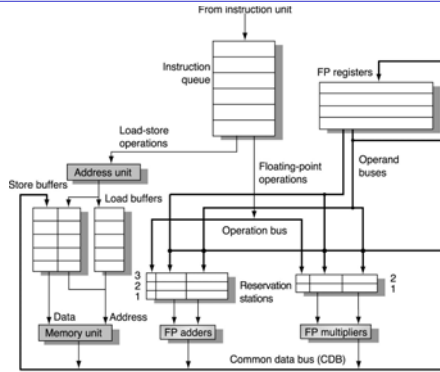 From instruction unit
Instruction
queue
FP registers
Load-store
operations
Address unit
Floating-point
operations
Operand
buses
Store buffers
Load buffers
Operation bus
3
2
1
Reservation
stations
2
1
Data
Address
Memory unit
FP adders
FP multipliers
Common data bus (CDB)